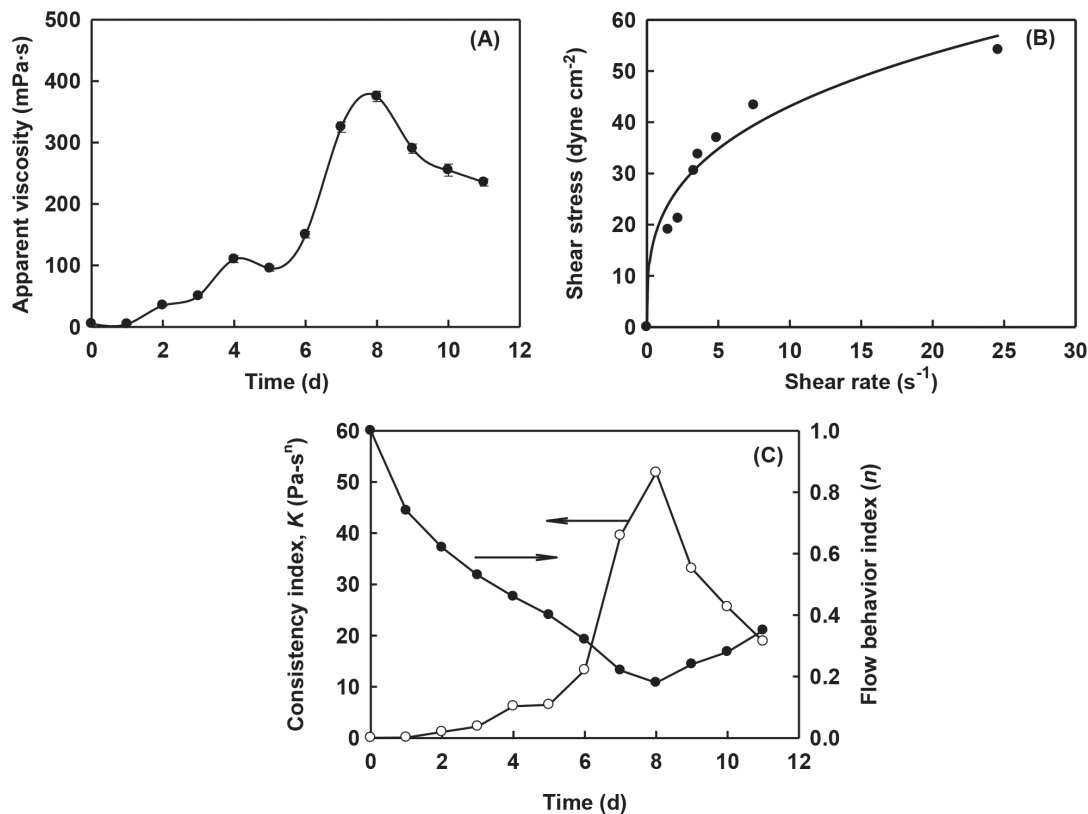 (A)
Apparent viscosity (mPa·s)
500
400
300
200
100
0
0 2 4 6 8 10 12
Time (d)
(B)
Shear stress (dyne cm⁻²)
60
50
40
30
20
10
0
0 5 10 15 20 25 30
Shear rate (s⁻¹)
(C)
Consistency index, K (Pa-sⁿ)
60
50
40
30
20
10
0
Flow behavior index (n)
1.0
0.8
0.6
0.4
0.2
0.0
0 2 4 6 8 10 12
Time (d)